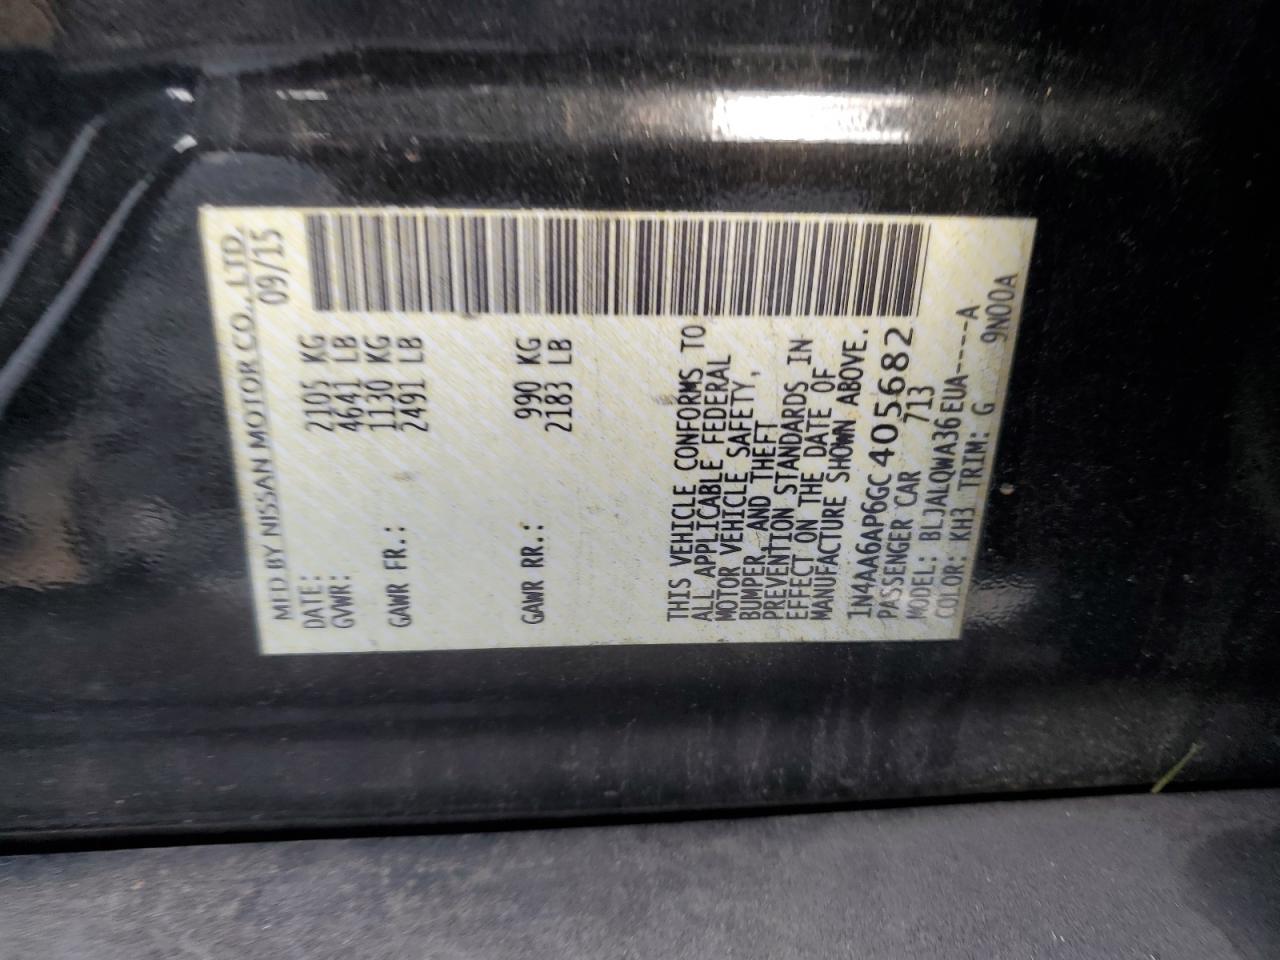 MFD BY NISSAN MOTOR CO., LTD.
DATE: 09/15
GVWR: 2105 KG
4641 LB
GAWR FR.: 1130 KG
2491 LB
GAWR RR.: 990 KG
2183 LB
THIS VEHICLE CONFORMS TO
ALL APPLICABLE FEDERAL
MOTOR VEHICLE SAFETY,
BUMPER, AND THEFT
PREVENTION STANDARDS IN
EFFECT ON THE DATE OF
MANUFACTURE SHOWN ABOVE.
1N4AA6AP6GC405682
PASSENGER CAR 713
MODEL: BLJALQWA36EUA----A
COLOR: KH3 TRIM: G 9N00A